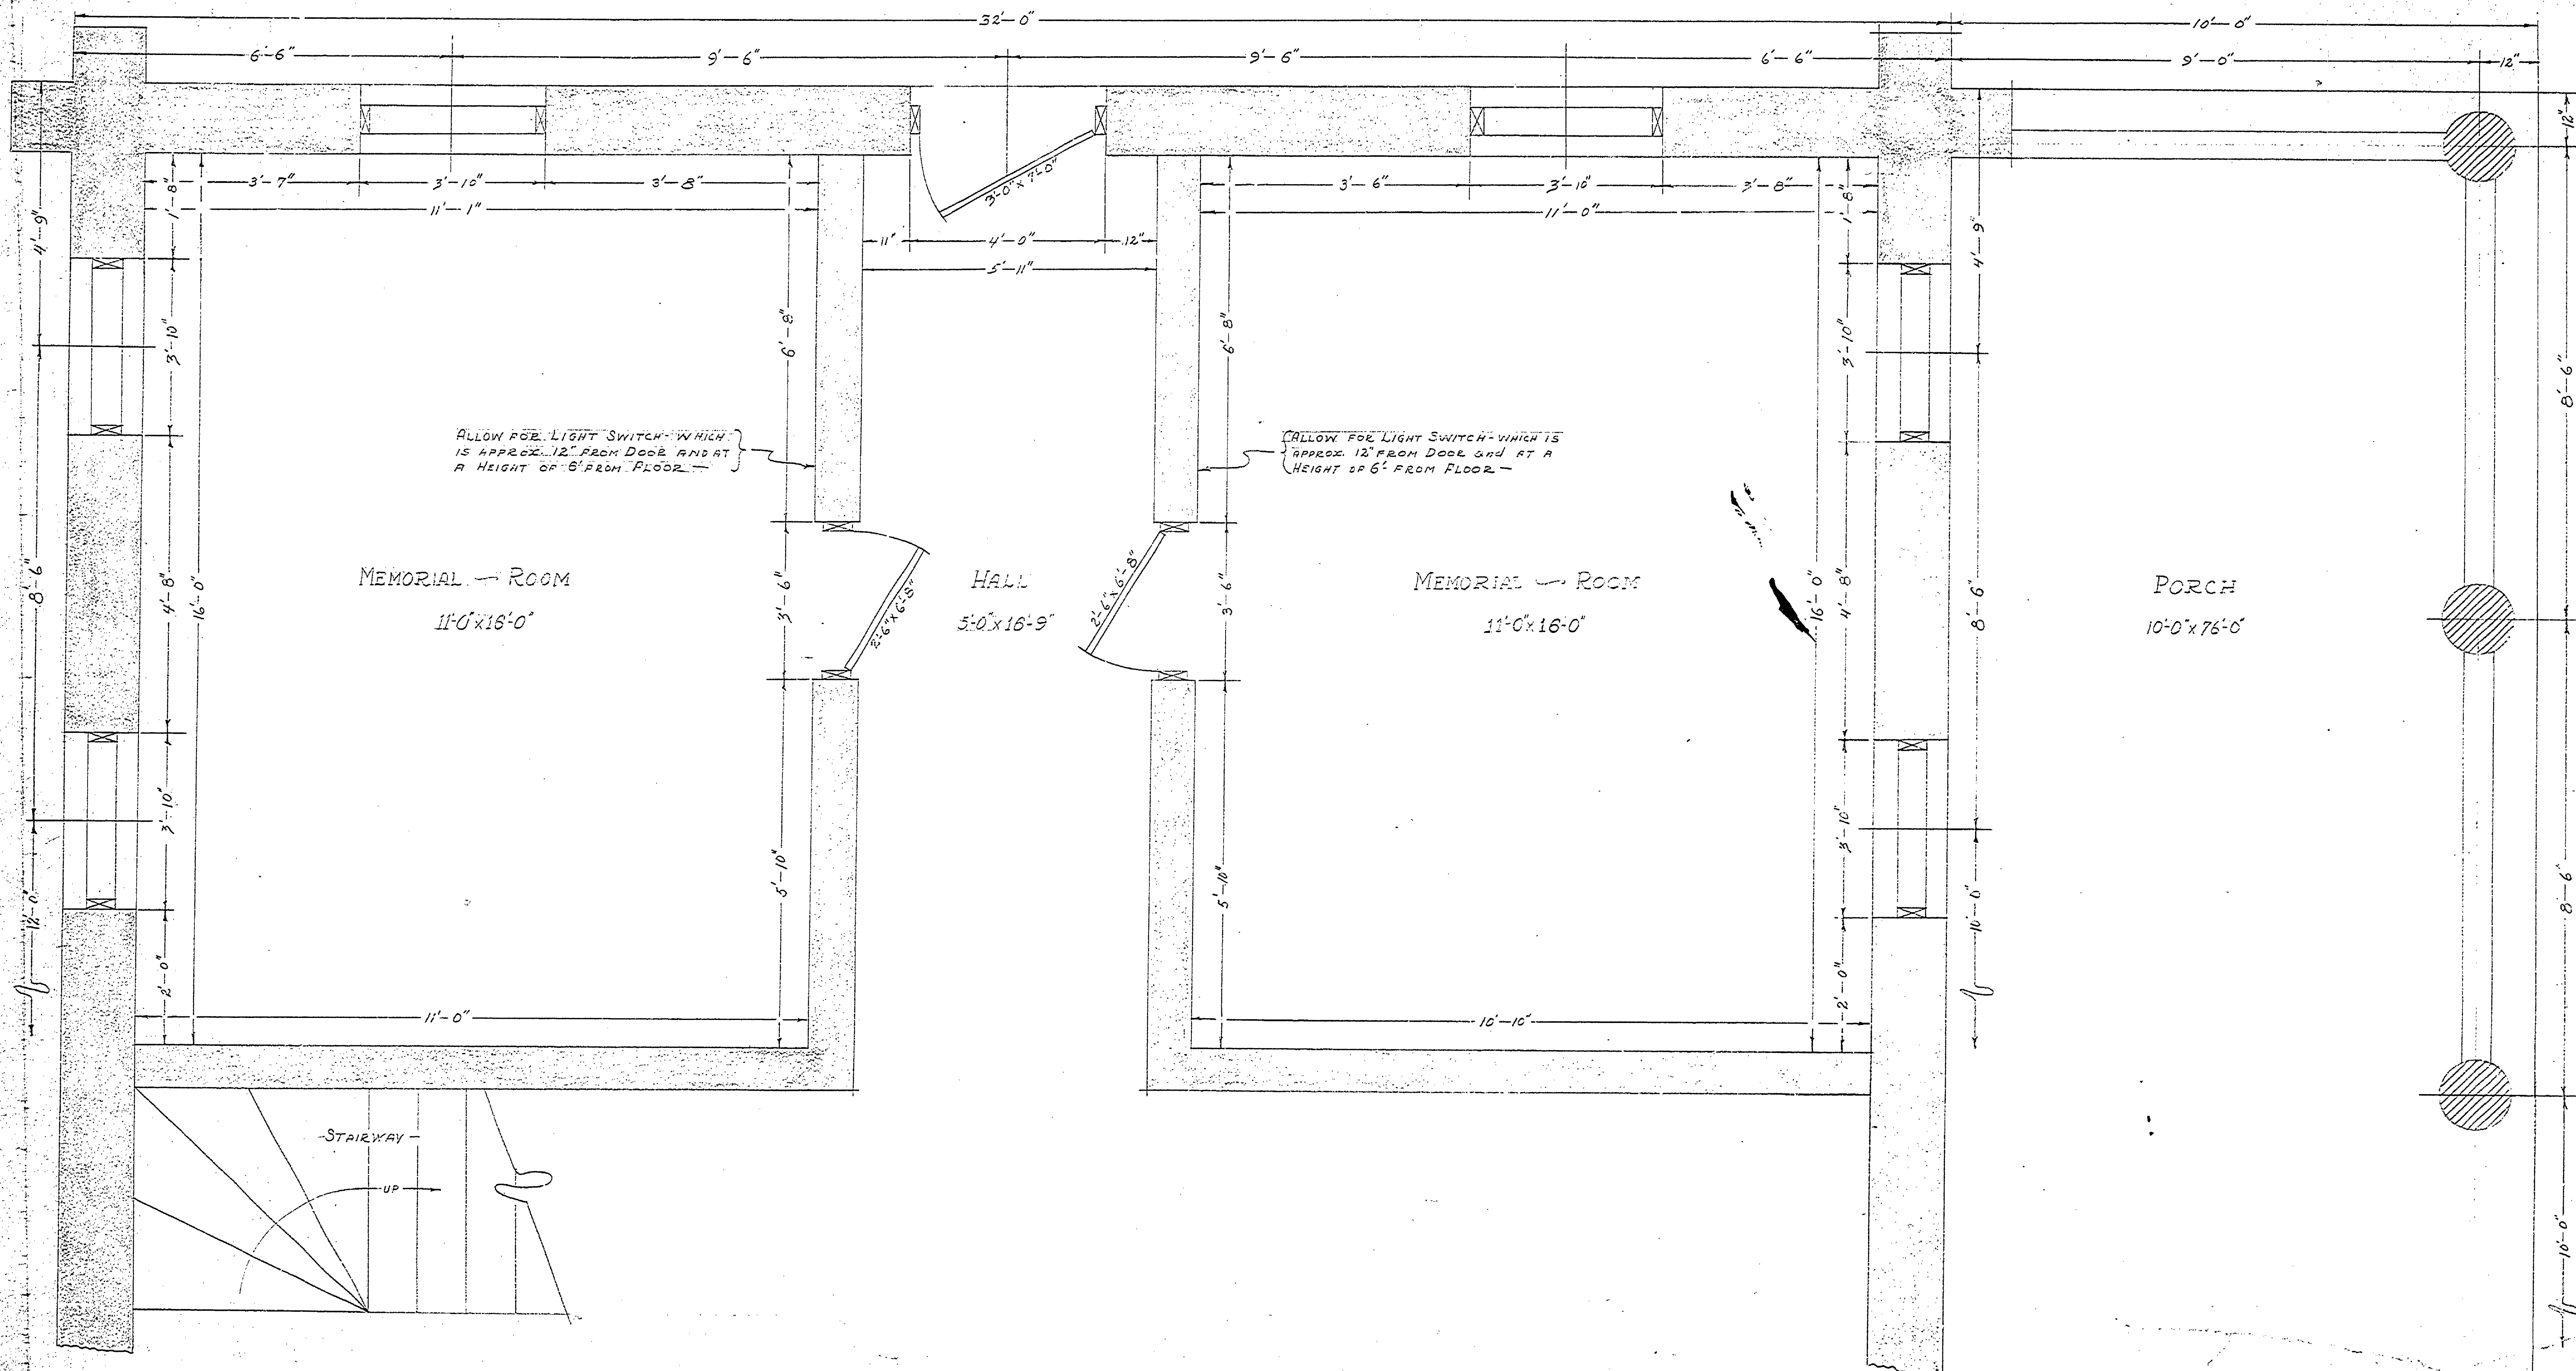 32'-0"
10'-0"
6'-6"
9'-6"
9'-6"
6'-6"
9'-0"
12"
12"
3'-7"
3'-10"
3'-8"
11'-1"
3'-0" x 7'-0"
3'-6"
3'-10"
3'-8"
11'-0"
11"
4'-0"
12"
5'-11"
1'-8"
4'-9"
3'-10"
6'-8"
6'-8"
1'-8"
4'-9"
3'-10"
8'-6"
ALLOW FOR LIGHT SWITCH-WHICH
IS APPROX. 12" FROM DOOR AND AT
A HEIGHT OF 6' FROM FLOOR —
ALLOW FOR LIGHT SWITCH-WHICH IS
APPROX. 12" FROM DOOR and AT A
HEIGHT OF 6' FROM FLOOR —
8'-6"
4'-8"
16'-0"
MEMORIAL — ROOM
11'-0" x 16'-0"
3'-6"
2'-6" x 6'-8"
HALL
5'-0" x 16'-9"
2'-6" x 6'-8"
3'-6"
MEMORIAL — ROOM
11'-0" x 16'-0"
16'-0"
4'-8"
8'-6"
PORCH
10'-0" x 76'-0"
3'-10"
12'-0"
2'-0"
5'-10"
5'-10"
3'-10"
2'-0"
10'-0"
8'-6"
11'-0"
10'-10"
-STAIRWAY-
UP
10'-0"